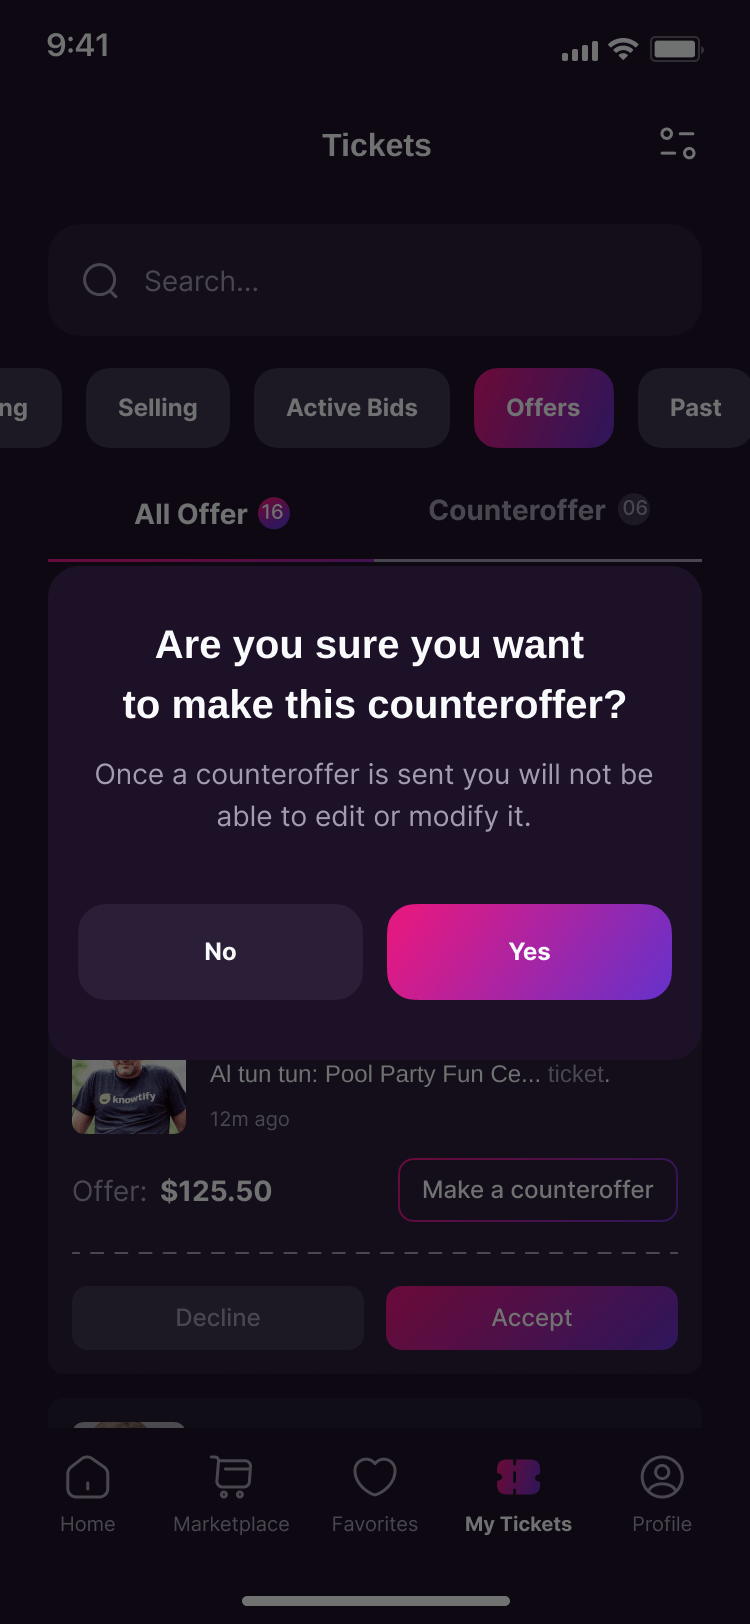 9:41
Tickets
Search...
ng
Selling
Active Bids
Offers
Past
All Offer 16
Counteroffer 06
Are you sure you want
to make this counteroffer?
Once a counteroffer is sent you will not be
able to edit or modify it.
No
Yes
knowtify
Al tun tun: Pool Party Fun Ce... ticket.
12m ago
Offer: $125.50
Make a counteroffer
Decline
Accept
Home
Marketplace
Favorites
My Tickets
Profile